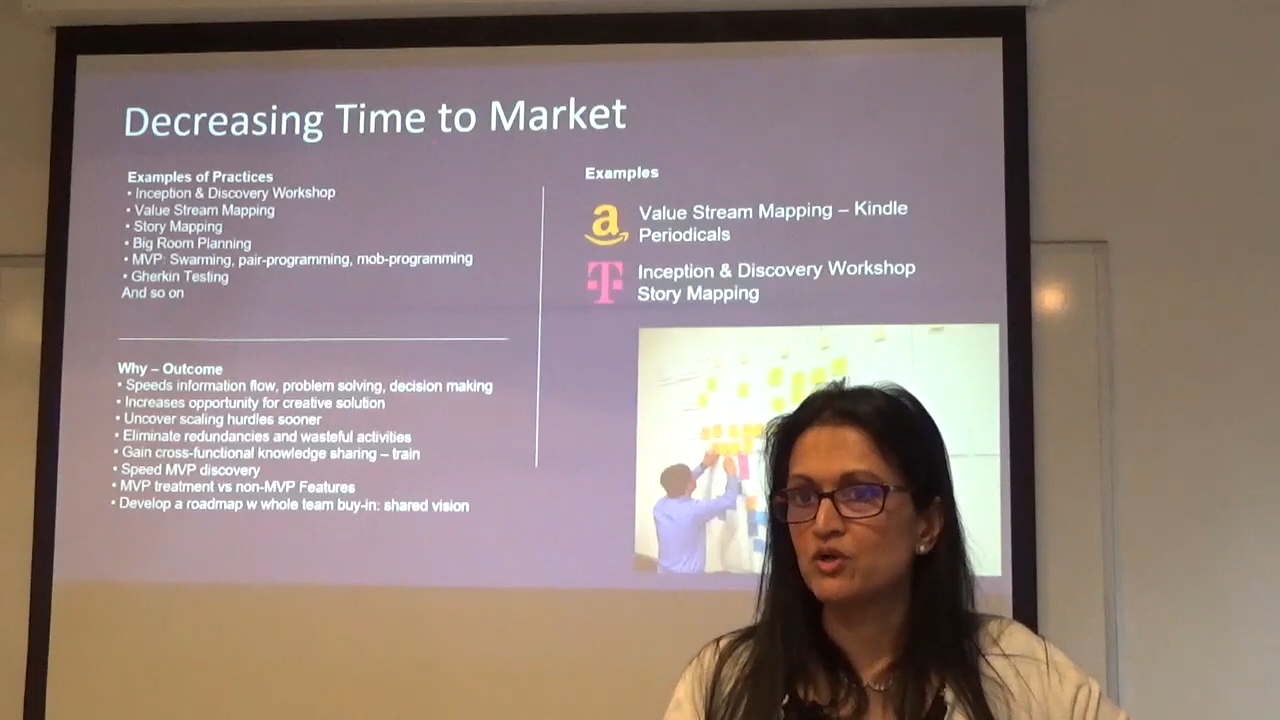 Decreasing Time to Market
Examples of Practices
• Inception & Discovery Workshop
• Value Stream Mapping
• Story Mapping
• Big Room Planning
• MVP: Swarming, pair-programming, mob-programming
• Gherkin Testing
And so on
Why – Outcome
• Speeds information flow, problem solving, decision making
• Increases opportunity for creative solution
• Uncover scaling hurdles sooner
• Eliminate redundancies and wasteful activities
• Gain cross-functional knowledge sharing – train
• Speed MVP discovery
• MVP treatment vs non-MVP Features
• Develop a roadmap w whole team buy-in: shared vision
Examples
a
Value Stream Mapping – Kindle
Periodicals
T
Inception & Discovery Workshop
Story Mapping